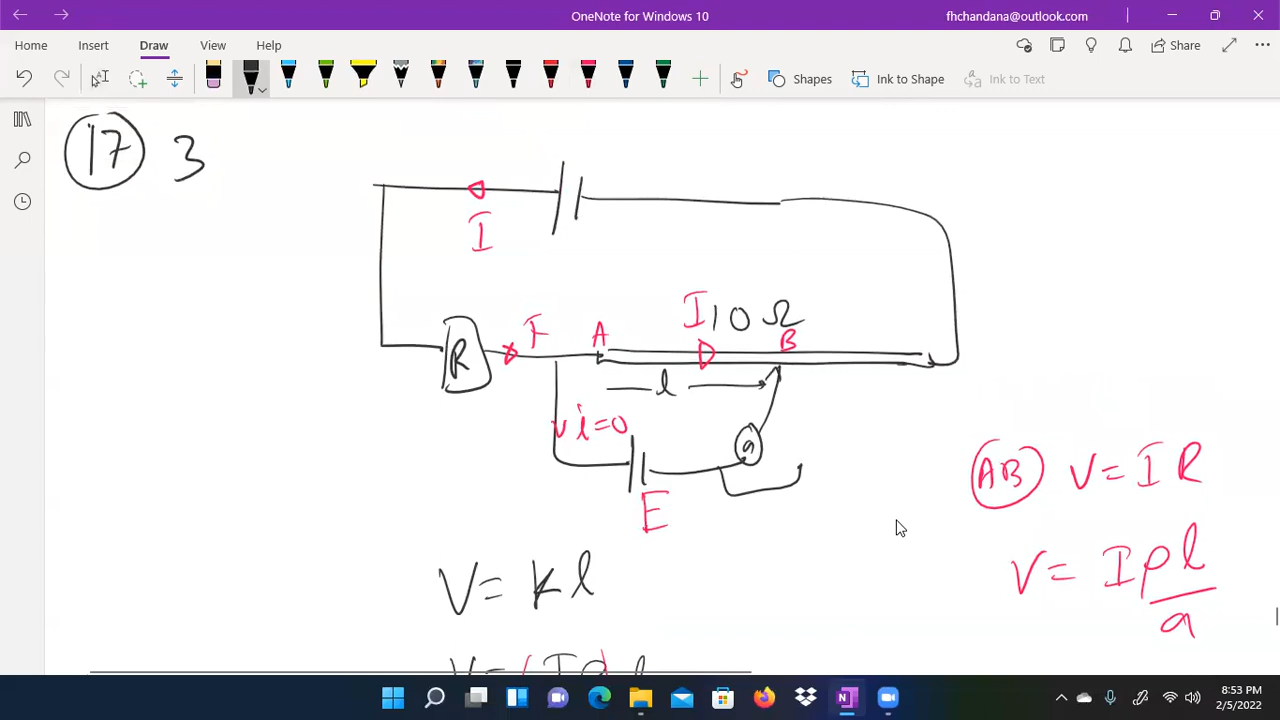 OneNote for Windows 10
fhchandana@outlook.com
Home Insert Draw View Help
Share
Shapes
Ink to Shape
Ink to Text
17 3
I
I 10 Ω
F
A
B
R
l
i=0
E
AB V = IR
V = kl
V = Iρl/a
8:53 PM
2/5/2022